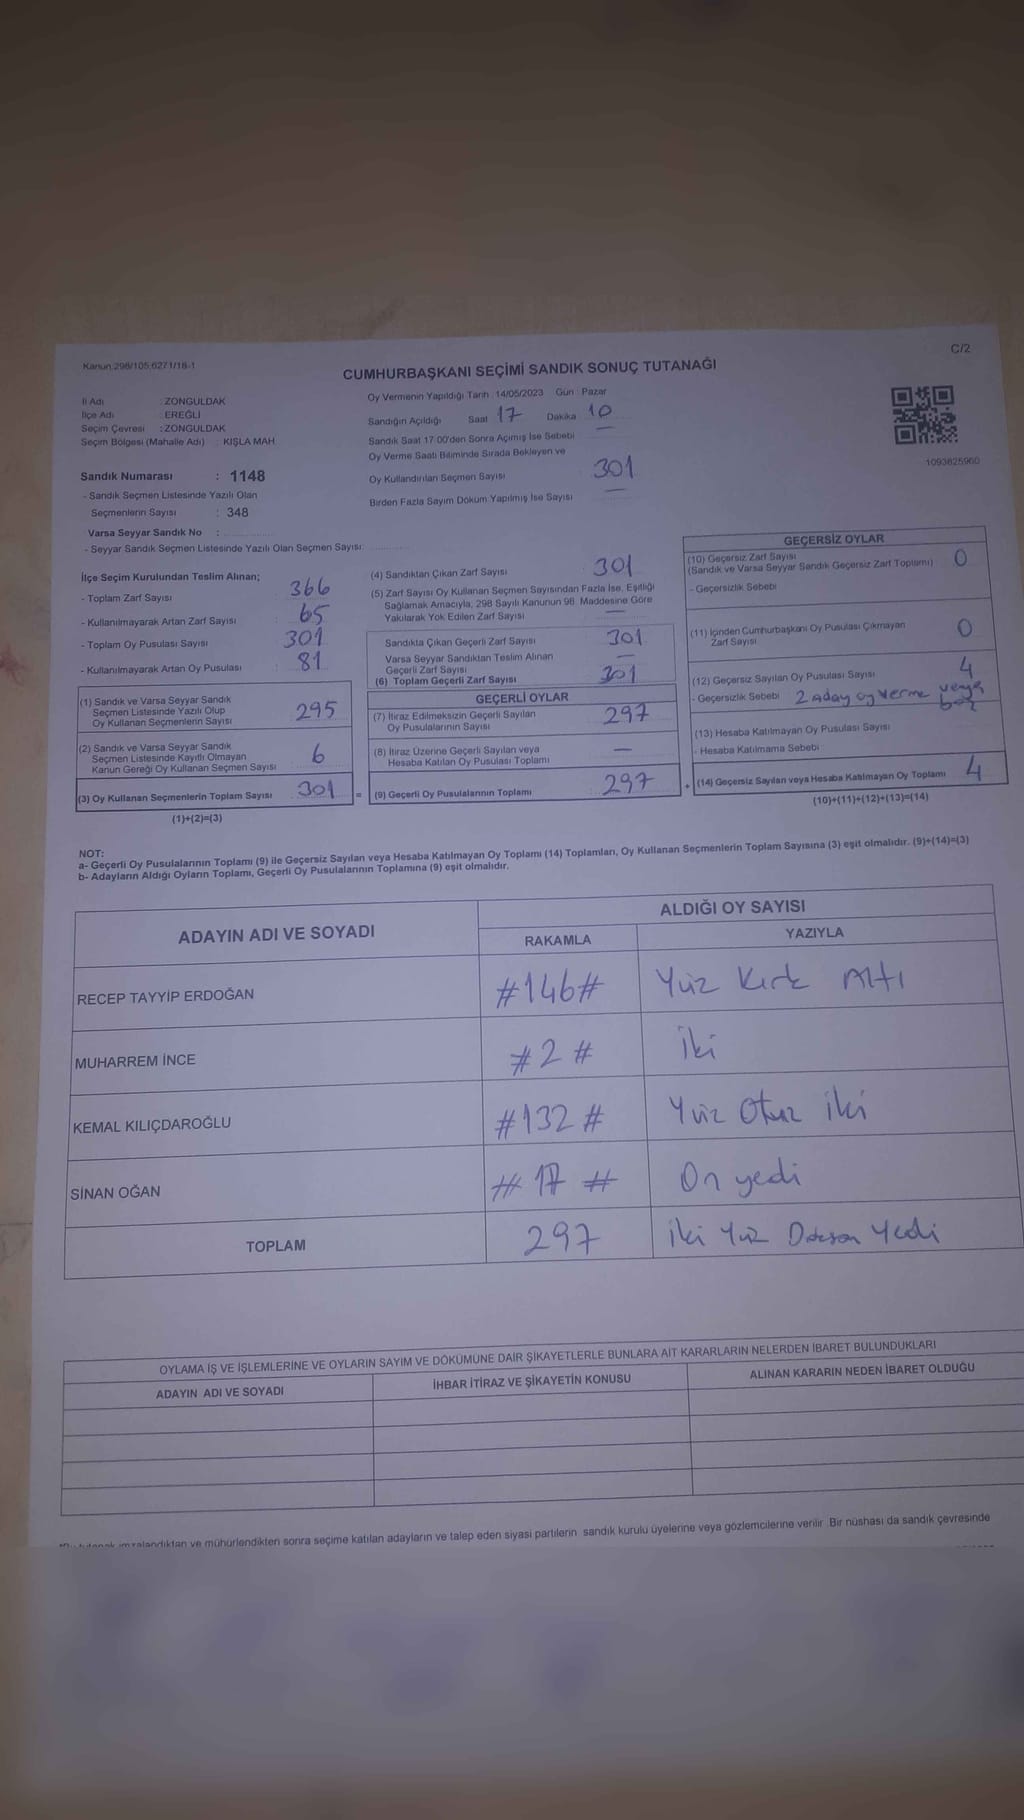 Kanun:298/105,6271/18-1
C/2
CUMHURBAŞKANI SEÇİMİ SANDIK SONUÇ TUTANAĞI
İl Adı : ZONGULDAK
İlçe Adı : EREĞLİ
Seçim Çevresi : ZONGULDAK
Seçim Bölgesi (Mahalle Adı) : KIŞLA MAH
Sandık Numarası : 1148
- Sandık Seçmen Listesinde Yazılı Olan
Seçmenlerin Sayısı : 348
Varsa Seyyar Sandık No :
- Seyyar Sandık Seçmen Listesinde Yazılı Olan Seçmen Sayısı:
Oy Vermenin Yapıldığı Tarih : 14/05/2023 Gün : Pazar
Sandığın Açıldığı Saat 17 Dakika 10
Sandık Saat 17:00'den Sonra Açılmış İse Sebebi —
Oy Verme Saati Bitiminde Sırada Bekleyen ve
Oy Kullandırılan Seçmen Sayısı 301
Birden Fazla Sayım Döküm Yapılmış İse Sayısı —
1093625960
İlçe Seçim Kurulundan Teslim Alınan;
- Toplam Zarf Sayısı : 366
- Kullanılmayarak Artan Zarf Sayısı : 65
- Toplam Oy Pusulası Sayısı : 301
- Kullanılmayarak Artan Oy Pusulası : 81
(1) Sandık ve Varsa Seyyar Sandık
Seçmen Listesinde Yazılı Olup
Oy Kullanan Seçmenlerin Sayısı 295
(2) Sandık ve Varsa Seyyar Sandık
Seçmen Listesinde Kayıtlı Olmayan
Kanun Gereği Oy Kullanan Seçmen Sayısı 6
(3) Oy Kullanan Seçmenlerin Toplam Sayısı 301 =
(1)+(2)=(3)
(4) Sandıktan Çıkan Zarf Sayısı 301
(5) Zarf Sayısı Oy Kullanan Seçmen Sayısından Fazla İse, Eşitliği
Sağlamak Amacıyla, 298 Sayılı Kanunun 98. Maddesine Göre
Yakılarak Yok Edilen Zarf Sayısı —
Sandıkta Çıkan Geçerli Zarf Sayısı 301
Varsa Seyyar Sandıktan Teslim Alınan
Geçerli Zarf Sayısı —
(6) Toplam Geçerli Zarf Sayısı 301
GEÇERLİ OYLAR
(7) İtiraz Edilmeksizin Geçerli Sayılan
Oy Pusulalarının Sayısı 297
(8) İtiraz Üzerine Geçerli Sayılan veya
Hesaba Katılan Oy Pusulası Toplamı —
(9) Geçerli Oy Pusulalarının Toplamı 297 +
GEÇERSİZ OYLAR
(10) Geçersiz Zarf Sayısı
(Sandık ve Varsa Seyyar Sandık Geçersiz Zarf Toplamı) 0
- Geçersizlik Sebebi
(11) İçinden Cumhurbaşkanı Oy Pusulası Çıkmayan
Zarf Sayısı 0
(12) Geçersiz Sayılan Oy Pusulası Sayısı 4
- Geçersizlik Sebebi 2 Aday oy verme veya
boş
(13) Hesaba Katılmayan Oy Pusulası Sayısı
- Hesaba Katılmama Sebebi
(14) Geçersiz Sayılan veya Hesaba Katılmayan Oy Toplamı 4
(10)+(11)+(12)+(13)=(14)
NOT:
a- Geçerli Oy Pusulalarının Toplamı (9) ile Geçersiz Sayılan veya Hesaba Katılmayan Oy Toplamı (14) Toplamları, Oy Kullanan Seçmenlerin Toplam Sayısına (3) eşit olmalıdır. (9)+(14)=(3)
b- Adayların Aldığı Oyların Toplamı, Geçerli Oy Pusulalarının Toplamına (9) eşit olmalıdır.
ADAYIN ADI VE SOYADI
ALDIĞI OY SAYISI
RAKAMLA YAZIYLA
RECEP TAYYİP ERDOĞAN #146# Yüz Kırk Altı
MUHARREM İNCE #2# İki
KEMAL KILIÇDAROĞLU #132# Yüz Otuz iki
SİNAN OĞAN #17# On yedi
TOPLAM 297 İki Yüz Doksan Yedi
OYLAMA İŞ VE İŞLEMLERİNE VE OYLARIN SAYIM VE DÖKÜMÜNE DAİR ŞİKAYETLERLE BUNLARA AİT KARARLARIN NELERDEN İBARET BULUNDUKLARI
ADAYIN ADI VE SOYADI İHBAR İTİRAZ VE ŞİKAYETİN KONUSU ALINAN KARARIN NEDEN İBARET OLDUĞU
imzalandıktan ve mühürlendikten sonra seçime katılan adayların ve talep eden siyasi partilerin sandık kurulu üyelerine veya gözlemcilerine verilir. Bir nüshası da sandık çevresinde